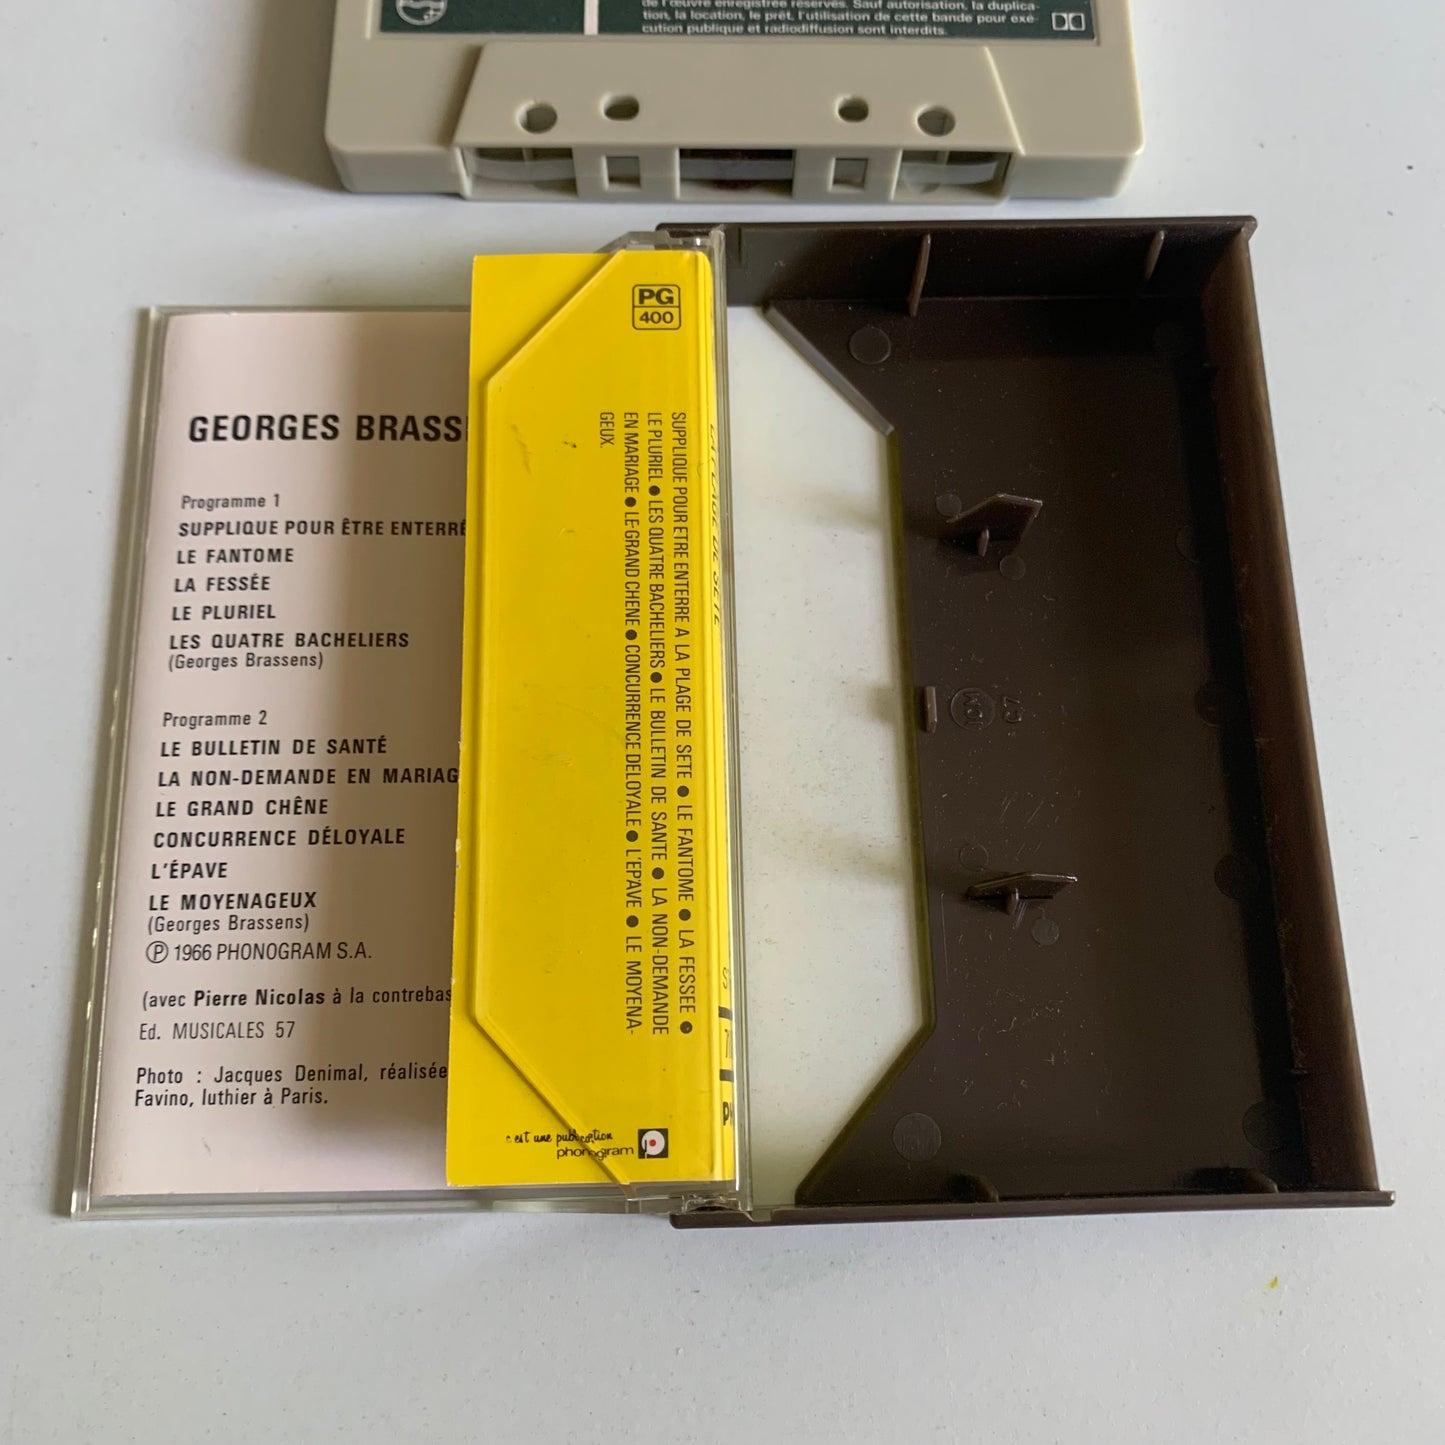 de l'œuvre enregistrée réservés. Sauf autorisation, la duplica-
tion, la location, le prêt, l'utilisation de cette bande pour exé-
cution publique et radiodiffusion sont interdits.
GEORGES BRASS
Programme 1
SUPPLIQUE POUR ÊTRE ENTERRÉ
LE FANTOME
LA FESSÉE
LE PLURIEL
LES QUATRE BACHELIERS
(Georges Brassens)
Programme 2
LE BULLETIN DE SANTÉ
LA NON-DEMANDE EN MARIAG
LE GRAND CHÊNE
CONCURRENCE DÉLOYALE
L'ÉPAVE
LE MOYENAGEUX
(Georges Brassens)
Ⓟ 1966 PHONOGRAM S.A.
(avec Pierre Nicolas à la contrebas
Ed. MUSICALES 57
Photo : Jacques Denimal, réalisée
Favino, luthier à Paris.
PG
400
SUPPLIQUE POUR ETRE ENTERRE A LA PLAGE DE SETE ● LE FANTOME ● LA FESSEE ●
LE PLURIEL ● LES QUATRE BACHELIERS ● LE BULLETIN DE SANTE ● LA NON-DEMANDE
EN MARIAGE ● LE GRAND CHENE ● CONCURRENCE DELOYALE ● L'EPAVE ● LE MOYENA-
GEUX.
c'est une publication
phonogram